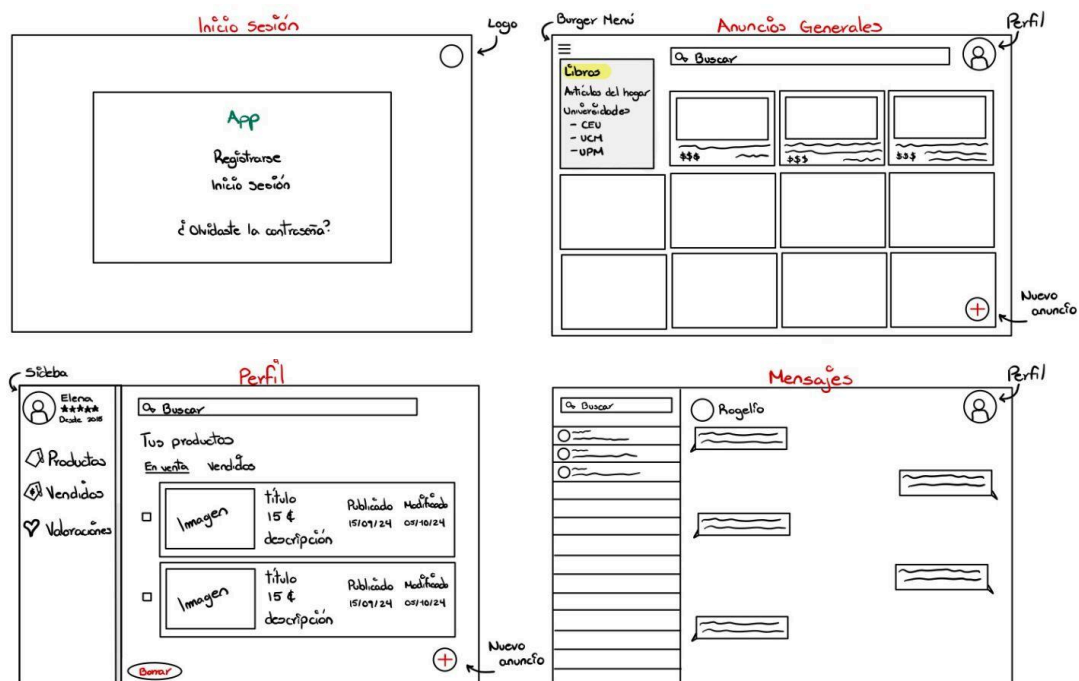 Inicio sesión
Logo
App
Registrarse
Inicio sesión
¿Olvidaste la contraseña?
Burger Menú
Anuncios Generales
Perfil
Buscar
Libros
Artículos del hogar
Universidades
- CEU
- UCM
- UPM
$$$
$$$
$$$
Nuevo
anuncio
Sideba
Perfil
Elena
★★★★★
Desde 2018
Productos
Vendidos
Valoraciones
Buscar
Tus productos
En venta Vendidos
Imagen
título
15 €
descripción
Publicado Modificado
15/09/24 05/10/24
Imagen
título
15 €
descripción
Publicado Modificado
15/09/24 05/10/24
Borrar
Nuevo
anuncio
Mensajes
Perfil
Buscar
Rogelio